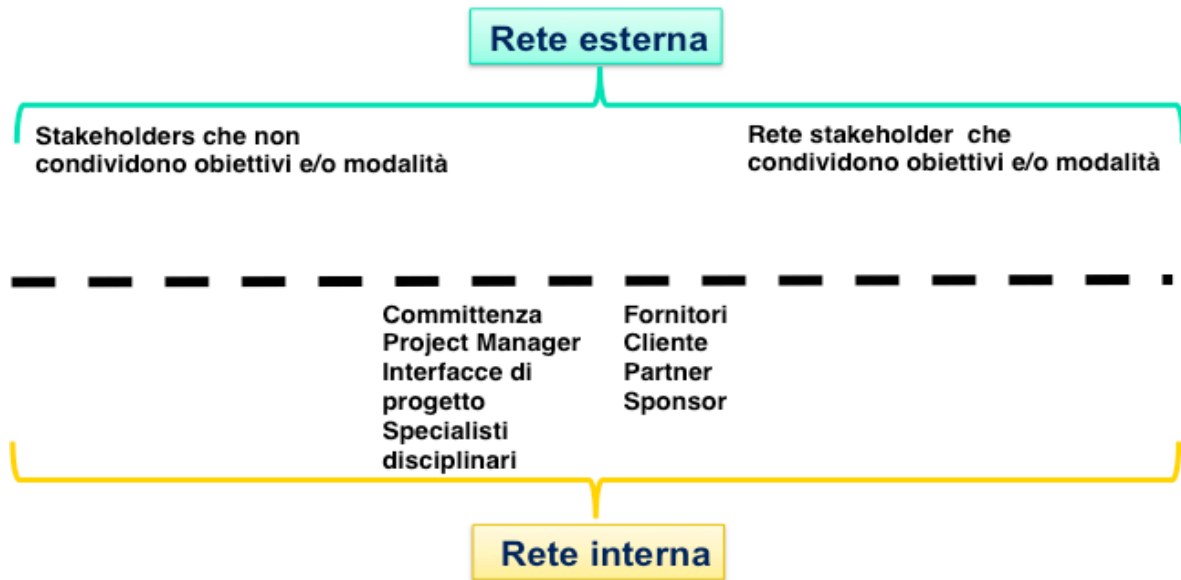 Rete esterna
Stakeholders che non
condividono obiettivi e/o modalità
Rete stakeholder che
condividono obiettivi e/o modalità
Committenza
Project Manager
Interfacce di
progetto
Specialisti
disciplinari
Fornitori
Cliente
Partner
Sponsor
Rete interna